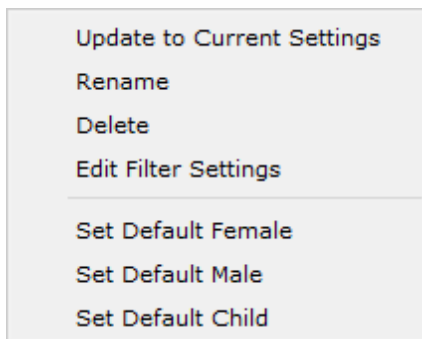 Update to Current Settings
Rename
Delete
Edit Filter Settings
Set Default Female
Set Default Male
Set Default Child